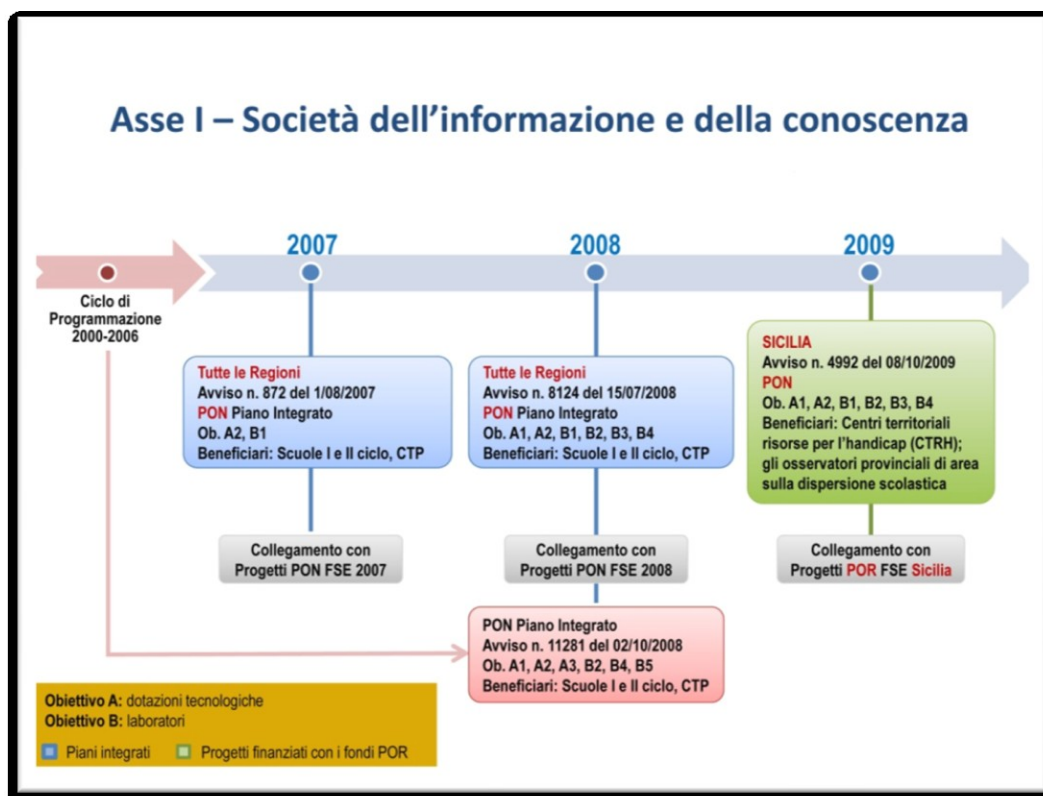 Asse I – Società dell'informazione e della conoscenza
2007
2008
2009
Ciclo di
Programmazione
2000-2006
Tutte le Regioni
Avviso n. 872 del 1/08/2007
PON Piano Integrato
Ob. A2, B1
Beneficiari: Scuole I e II ciclo, CTP
Tutte le Regioni
Avviso n. 8124 del 15/07/2008
PON Piano Integrato
Ob. A1, A2, B1, B2, B3, B4
Beneficiari: Scuole I e II ciclo, CTP
SICILIA
Avviso n. 4992 del 08/10/2009
PON
Ob. A1, A2, B1, B2, B3, B4
Beneficiari: Centri territoriali
risorse per l'handicap (CTRH);
gli osservatori provinciali di area
sulla dispersione scolastica
Collegamento con
Progetti PON FSE 2007
Collegamento con
Progetti PON FSE 2008
Collegamento con
Progetti POR FSE Sicilia
PON Piano Integrato
Avviso n. 11281 del 02/10/2008
Ob. A1, A2, A3, B2, B4, B5
Beneficiari: Scuole I e II ciclo, CTP
Obiettivo A: dotazioni tecnologiche
Obiettivo B: laboratori
Piani integrati
Progetti finanziati con i fondi POR